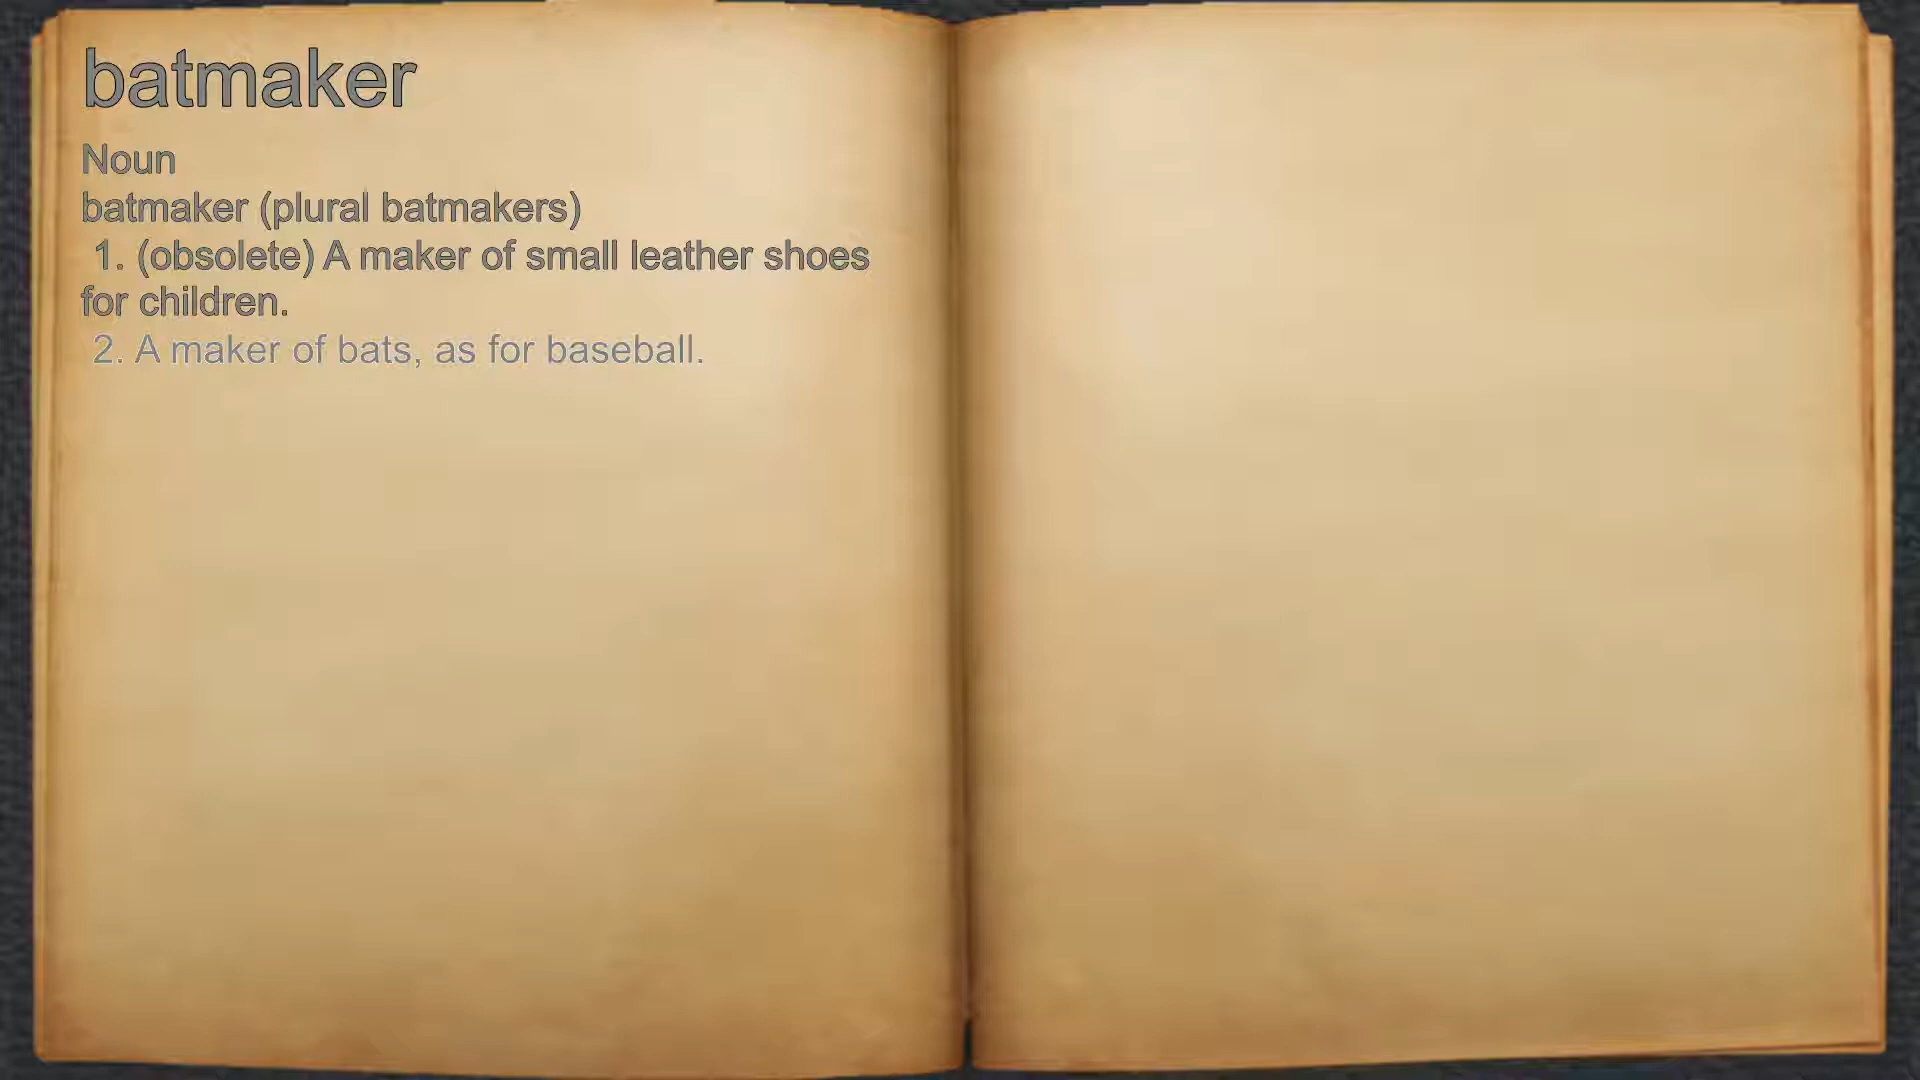 batmaker
Noun
batmaker (plural batmakers)
1. (obsolete) A maker of small leather shoes
for children.
2. A maker of bats, as for baseball.